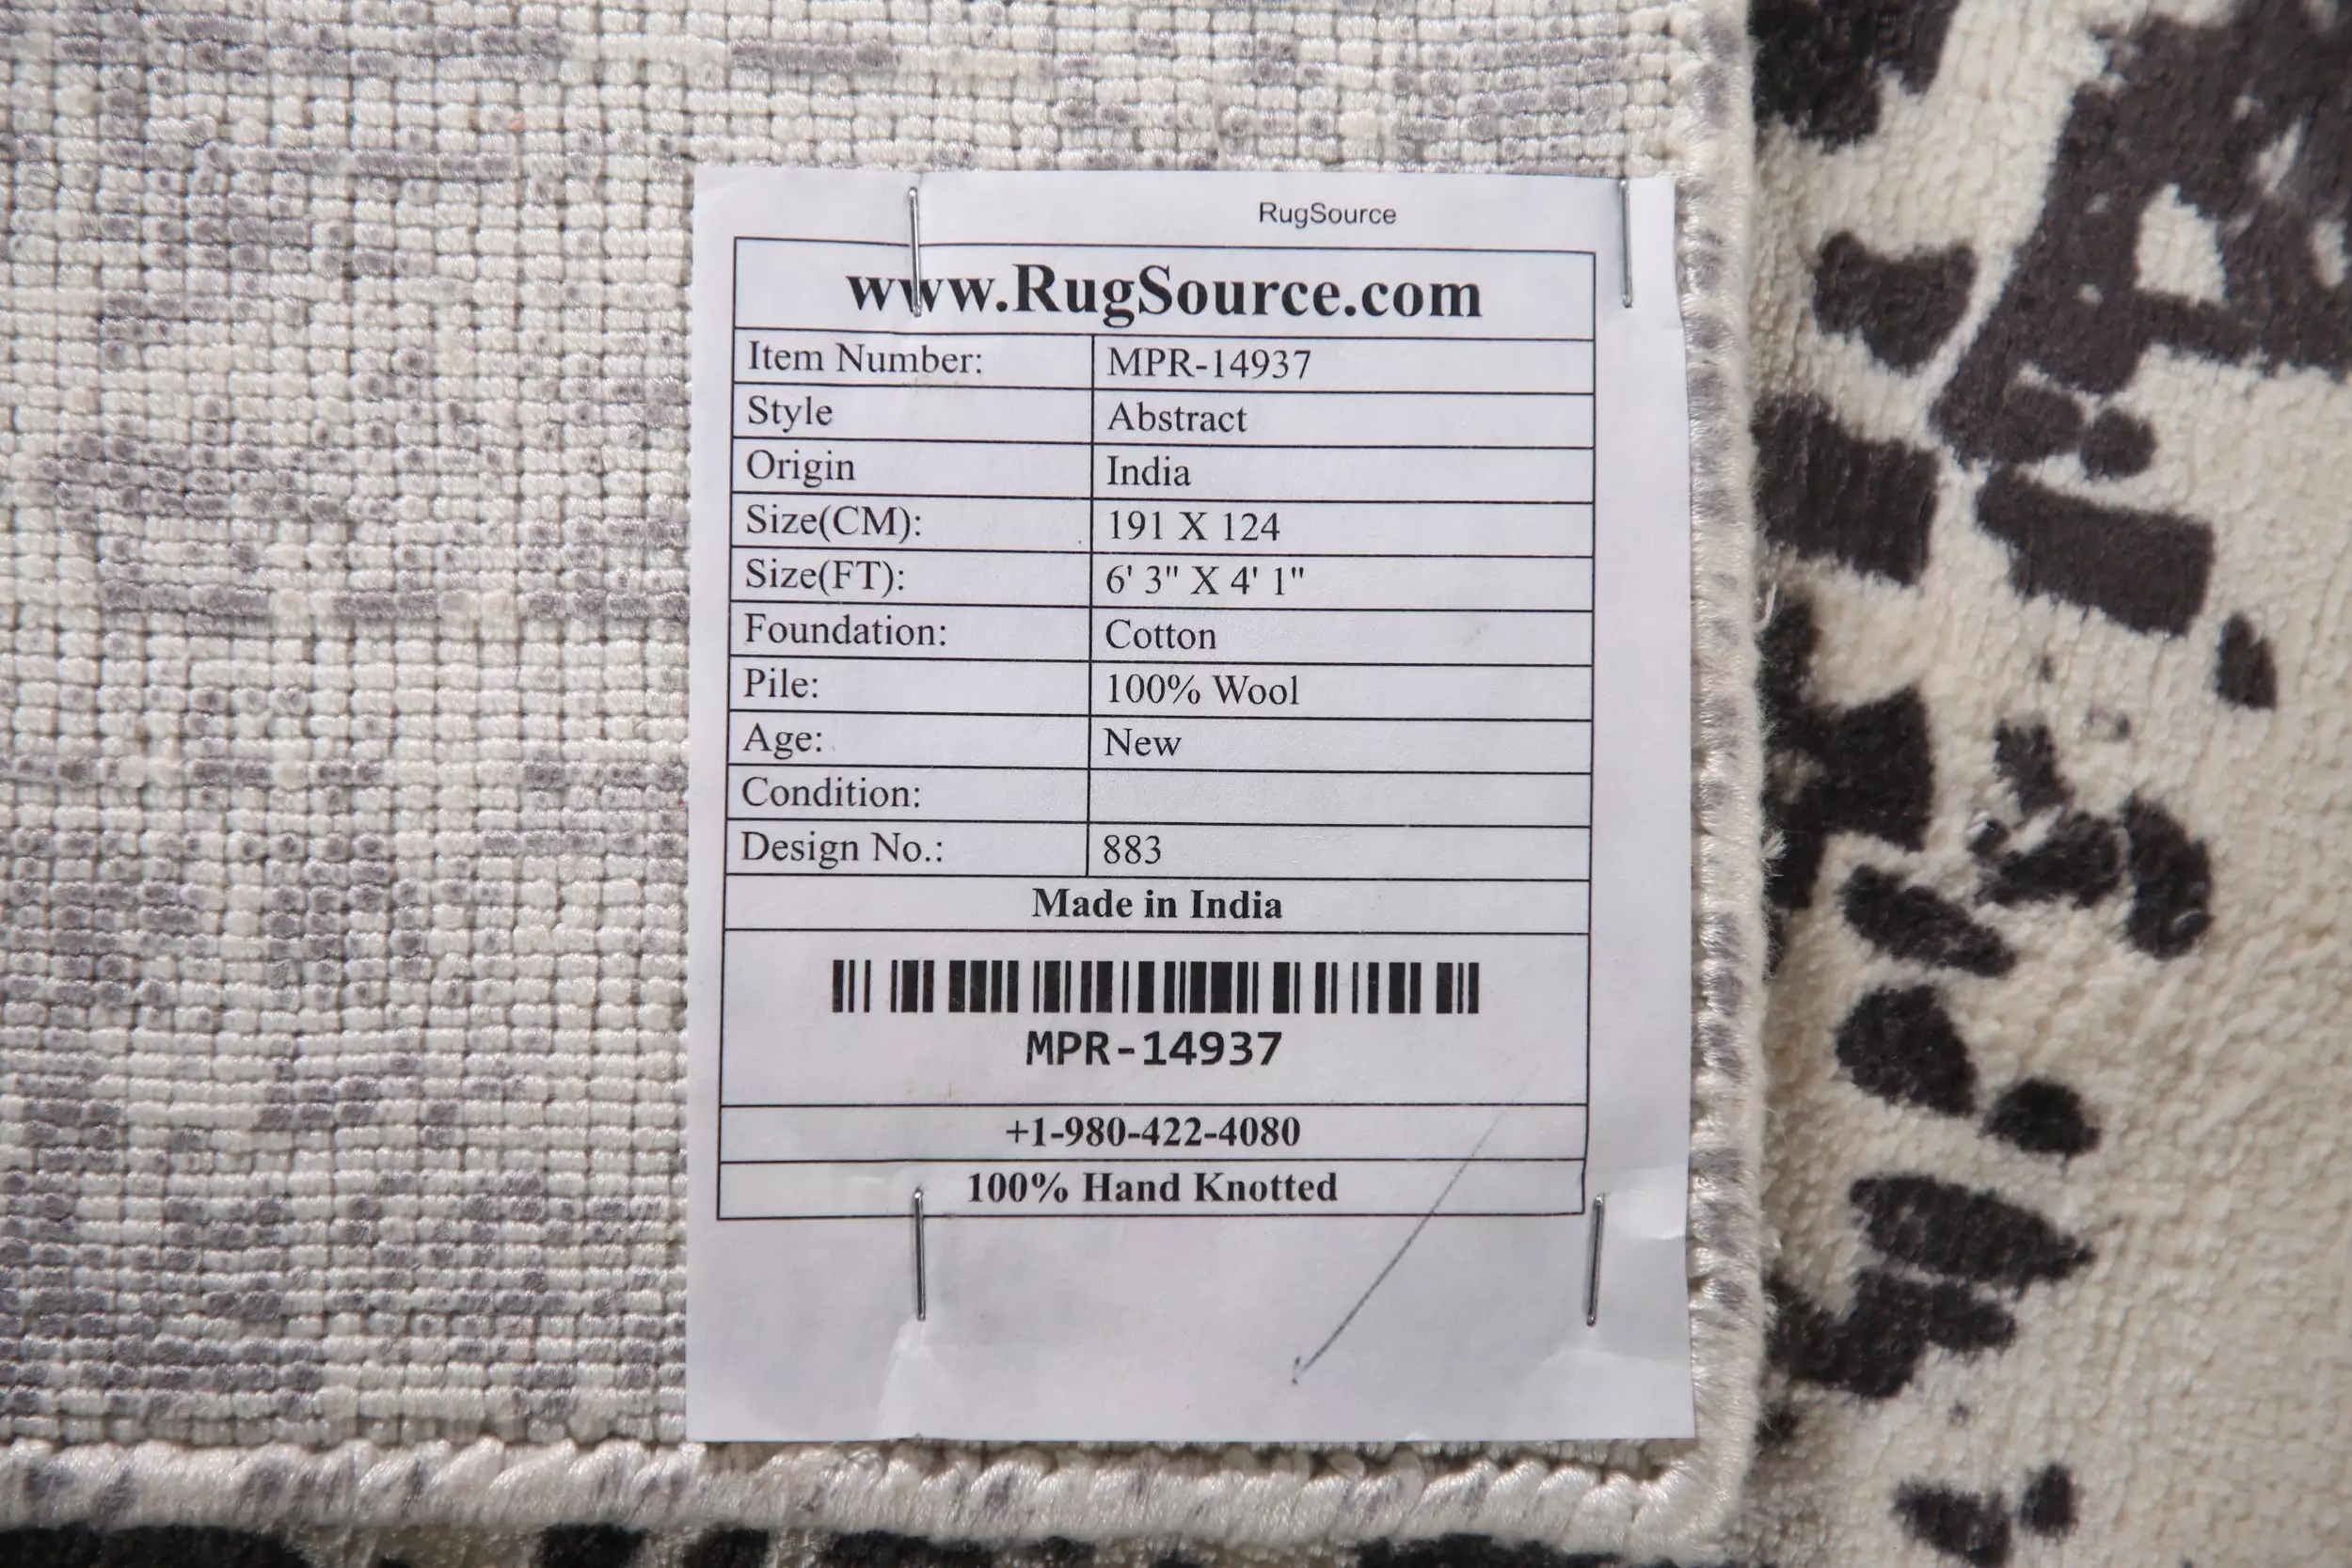 RugSource
www.RugSource.com
Item Number: MPR-14937
Style Abstract
Origin India
Size(CM): 191 X 124
Size(FT): 6' 3" X 4' 1"
Foundation: Cotton
Pile: 100% Wool
Age: New
Condition:
Design No.: 883
Made in India
MPR-14937
+1-980-422-4080
100% Hand Knotted